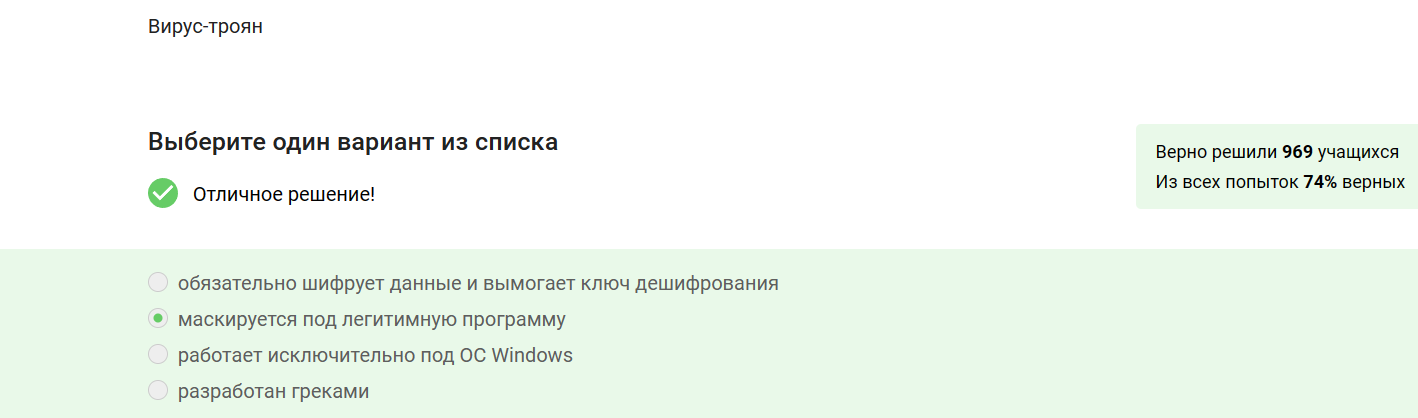 Вирус-троян
Выберите один вариант из списка
Отличное решение!
Верно решили 969 учащихся
Из всех попыток 74% верных
обязательно шифрует данные и вымогает ключ дешифрования
маскируется под легитимную программу
работает исключительно под ОС Windows
разработан греками